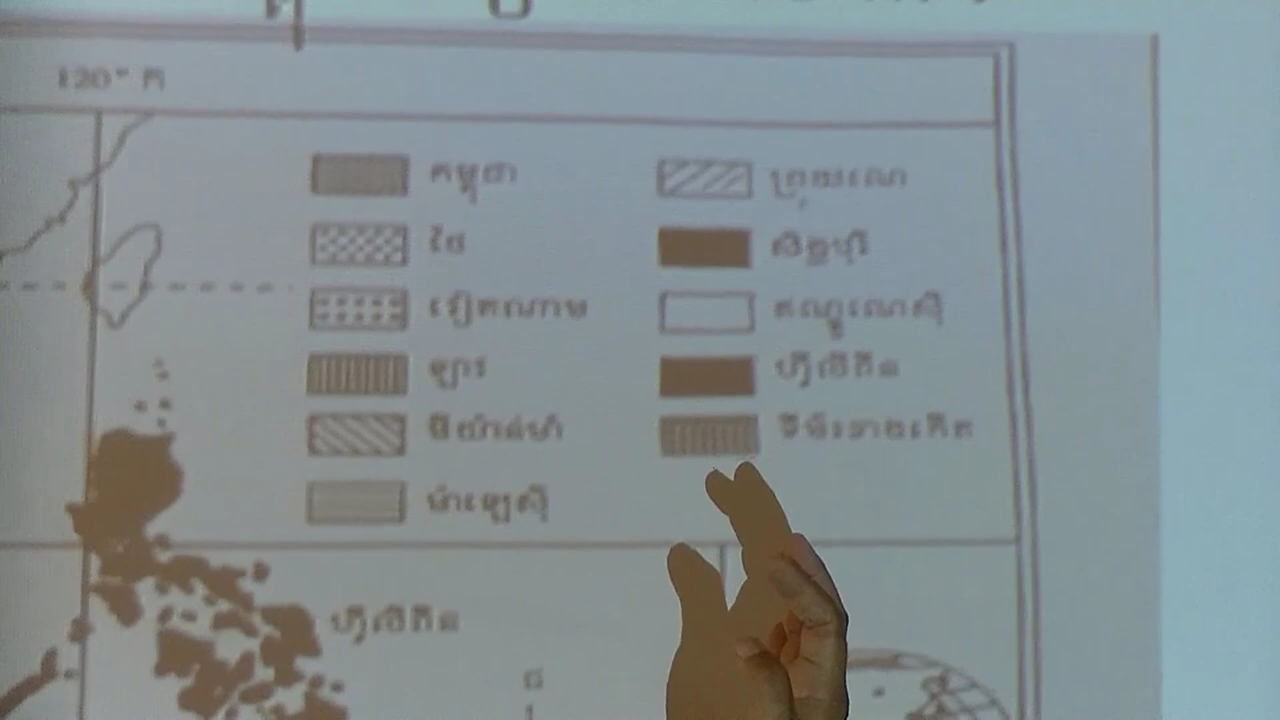 120° ក
កម្ពុជា
ព្រុយណេ
ថៃ
សិង្ហបុរី
ឥណ្ឌូណេស៊ី
វៀតណាម
ឡាវ
ហ្វីលីពីន
មីយ៉ាន់ម៉ា
ទីម័រខាងកើត
ម៉ាឡេស៊ី
ហ្វីលីពីន
ជ